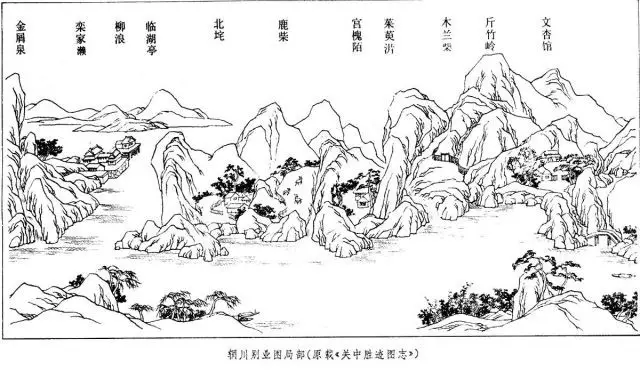 文杏馆
斤竹岭
木兰柴
茱萸沜
宫槐陌
鹿柴
北垞
临湖亭
柳浪
栾家濑
金屑泉
辋川别业图局部(原载《关中胜迹图志》)